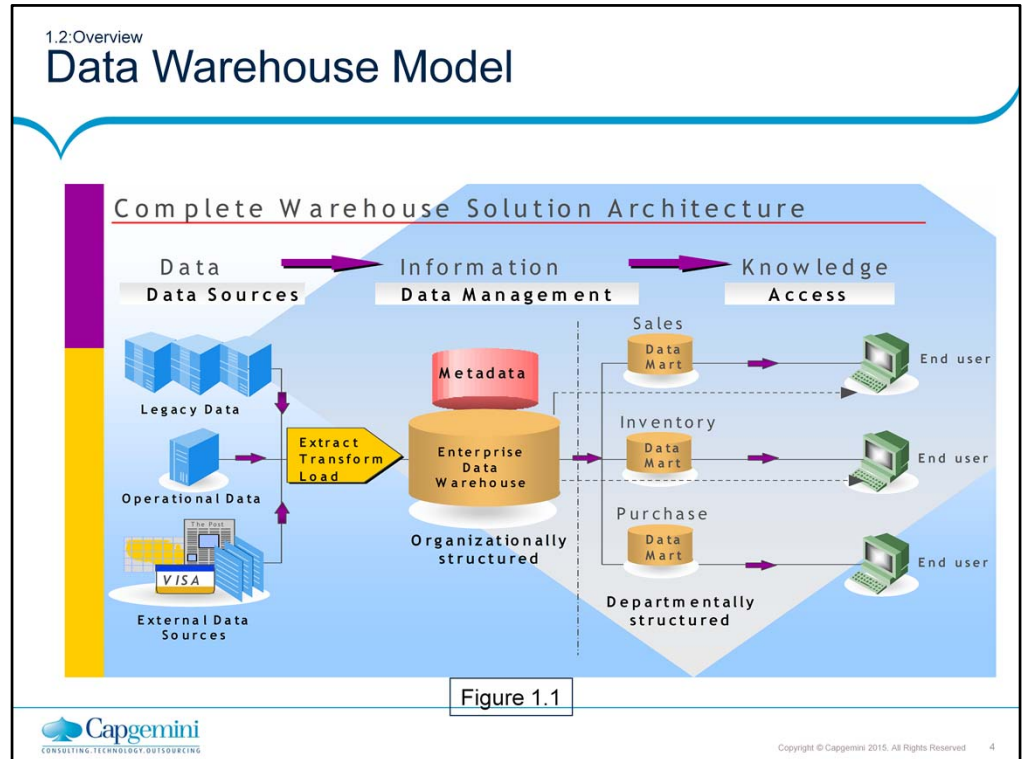 1.2:Overview
Data Warehouse Model
Complete Warehouse Solution Architecture
Data
Information
Knowledge
Data Sources
Data Management
Access
Legacy Data
Operational Data
The Post
VISA
External Data
Sources
Extract
Transform
Load
Metadata
Enterprise
Data
Warehouse
Organizationally
structured
Sales
Data
Mart
Inventory
Data
Mart
Purchase
Data
Mart
Departmentally
structured
End user
End user
End user
Figure 1.1
Capgemini
CONSULTING.TECHNOLOGY.OUTSOURCING
Copyright © Capgemini 2015. All Rights Reserved 4